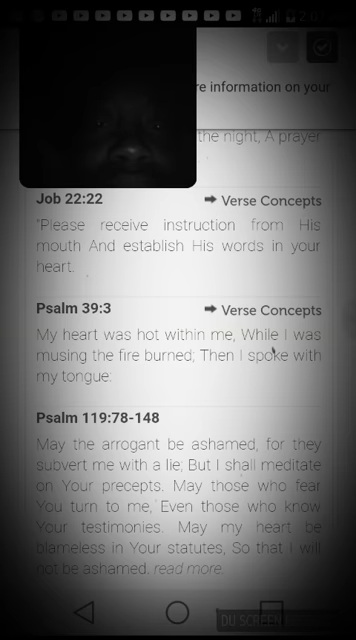 re information on your
the night, A prayer
Job 22:22
Verse Concepts
"Please receive instruction from His
mouth And establish His words in your
heart.
Psalm 39:3
Verse Concepts
My heart was hot within me, While I was
musing the fire burned; Then I spoke with
my tongue:
Psalm 119:78-148
May the arrogant be ashamed, for they
subvert me with a lie; But I shall meditate
on Your precepts. May those who fear
You turn to me, Even those who know
Your testimonies. May my heart be
blameless in Your statutes, So that I will
not be ashamed. read more.
DU SCREEN